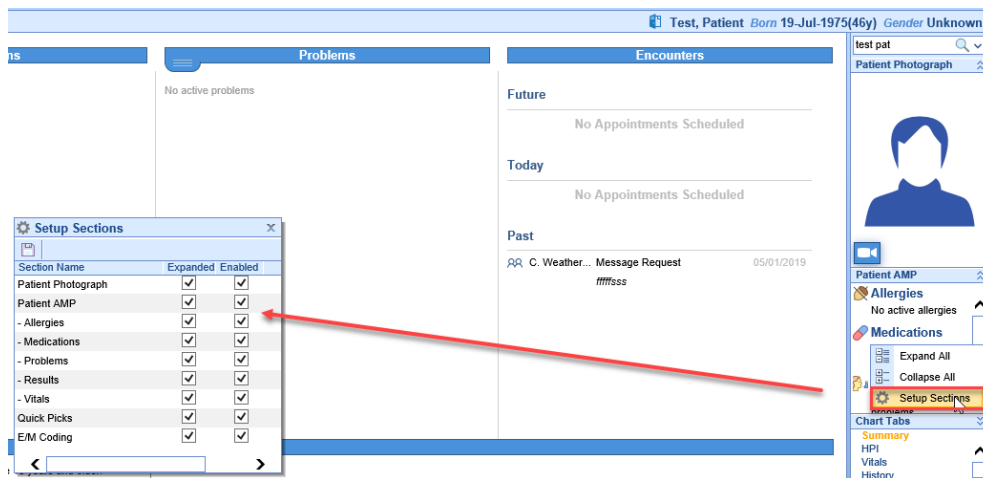 Test, Patient Born 19-Jul-1975(46y) Gender Unknown
ns
Problems
No active problems
Encounters
Future
No Appointments Scheduled
Today
No Appointments Scheduled
Past
C. Weather... Message Request 05/01/2019
fffffsss
test pat
Patient Photograph
Patient AMP
Allergies
No active allergies
Medications
Expand All
Collapse All
Setup Sections
problems
Chart Tabs
Summary
HPI
Vitals
History
Setup Sections
Section Name Expanded Enabled
Patient Photograph
Patient AMP
- Allergies
- Medications
- Problems
- Results
- Vitals
Quick Picks
E/M Coding